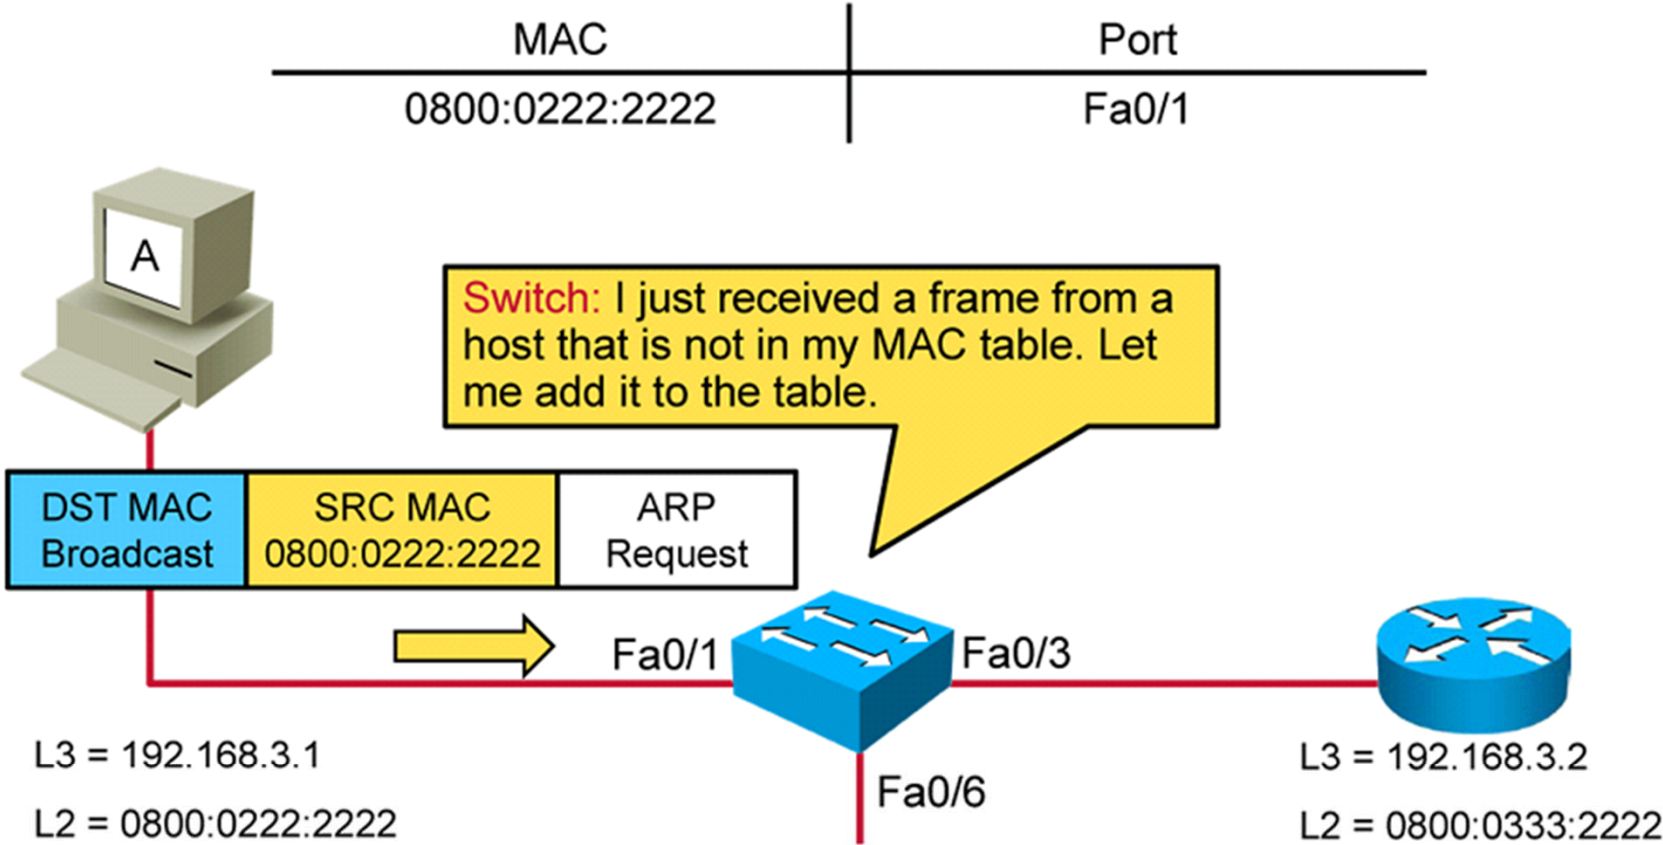 MAC Port
0800:0222:2222 Fa0/1
A
Switch: I just received a frame from a
host that is not in my MAC table. Let
me add it to the table.
DST MAC
Broadcast
SRC MAC
0800:0222:2222
ARP
Request
Fa0/1
Fa0/3
Fa0/6
L3 = 192.168.3.1
L2 = 0800:0222:2222
L3 = 192.168.3.2
L2 = 0800:0333:2222